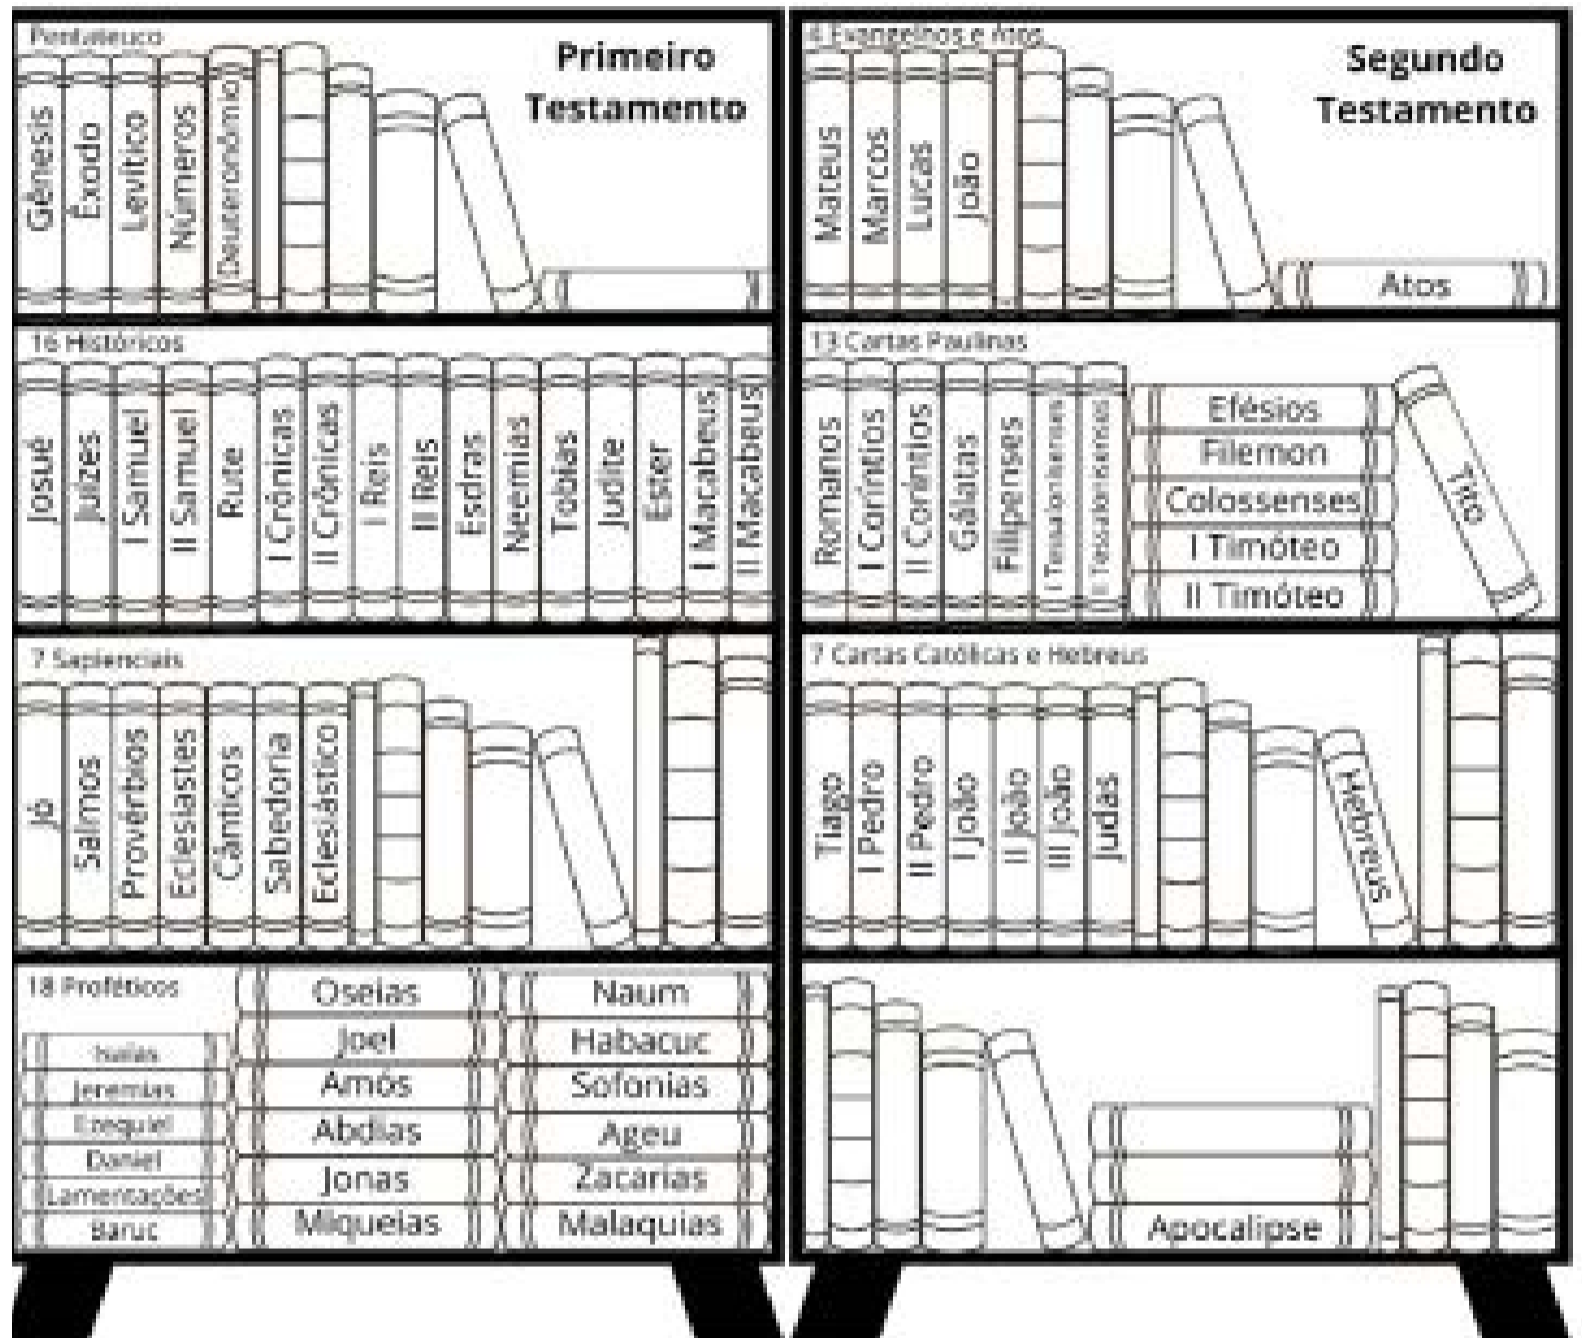 Pentateuco
Primeiro
Testamento
Gênesis
Êxodo
Levítico
Números
Deuteronômio
16 Históricos
Josué
Juízes
I Samuel
II Samuel
Rute
I Crônicas
II Crônicas
I Reis
II Reis
Esdras
Neemias
Tobias
Judite
Ester
I Macabeus
II Macabeus
7 Sapienciais
Jó
Salmos
Provérbios
Eclesiastes
Cânticos
Sabedoria
Eclesiástico
18 Proféticos
Isaías
Jeremias
Ezequiel
Daniel
Lamentações
Baruc
Oseias
Joel
Amós
Abdias
Jonas
Miqueias
Naum
Habacuc
Sofonias
Ageu
Zacarias
Malaquias
4 Evangelhos e Atos
Segundo
Testamento
Mateus
Marcos
Lucas
João
Atos
13 Cartas Paulinas
Romanos
I Coríntios
II Coríntios
Gálatas
Filipenses
I Tessalonisenses
II Tessalonisenses
Efésios
Filemon
Colossenses
I Timóteo
II Timóteo
Tito
7 Cartas Católicas e Hebreus
Tiago
I Pedro
II Pedro
I João
II João
III João
Judas
Hebreus
Apocalipse